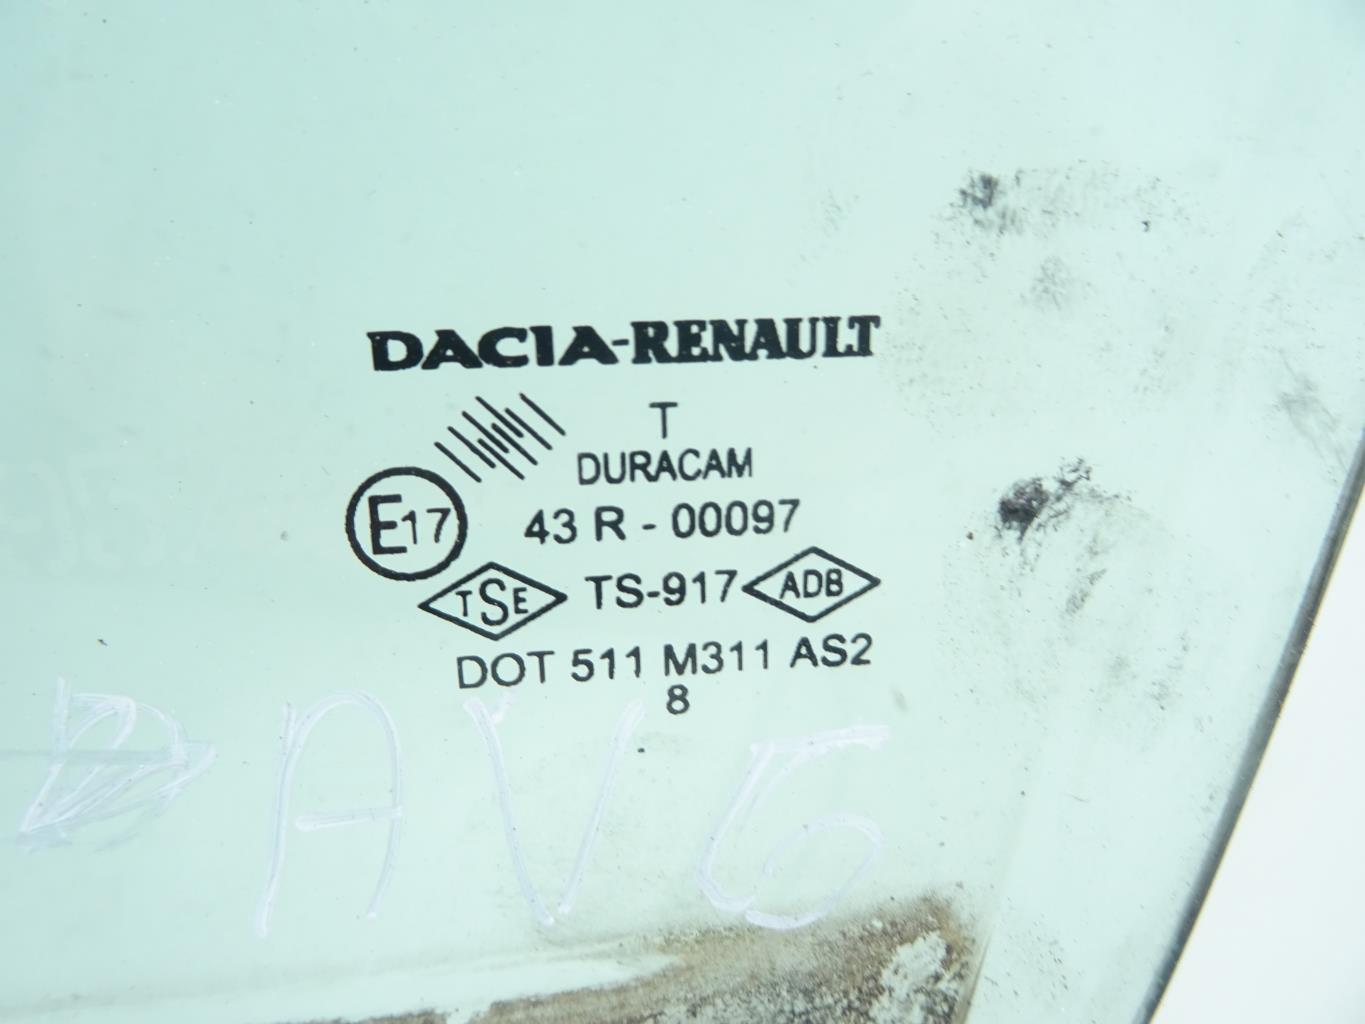 DACIA-RENAULT
T
DURACAM
E17 43 R - 00097
TSE TS-917 ADB
DOT 511 M311 AS2
8
AVG